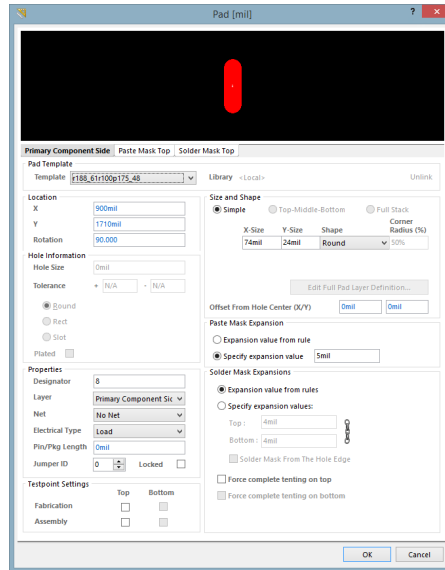 Pad [mil]
? ×
Primary Component Side Paste Mask Top Solder Mask Top
Pad Template
Template r188_61r100p175_48 Library <Local> Unlink
Location
X 900mil
Y 1710mil
Rotation 90.000
Hole Information
Hole Size 0mil
Tolerance + N/A - N/A
Round
Rect
Slot
Plated
Properties
Designator 8
Layer Primary Component Sic
Net No Net
Electrical Type Load
Pin/Pkg Length 0mil
Jumper ID 0 Locked
Testpoint Settings
Top Bottom
Fabrication
Assembly
Size and Shape
Simple Top-Middle-Bottom Full Stack
X-Size Y-Size Shape Corner Radius (%)
74mil 24mil Round 50%
Edit Full Pad Layer Definition...
Offset From Hole Center (X/Y) 0mil 0mil
Paste Mask Expansion
Expansion value from rule
Specify expansion value 5mil
Solder Mask Expansions
Expansion value from rules
Specify expansion values:
Top : 4mil
Bottom : 4mil
Solder Mask From The Hole Edge
Force complete tenting on top
Force complete tenting on bottom
OK Cancel